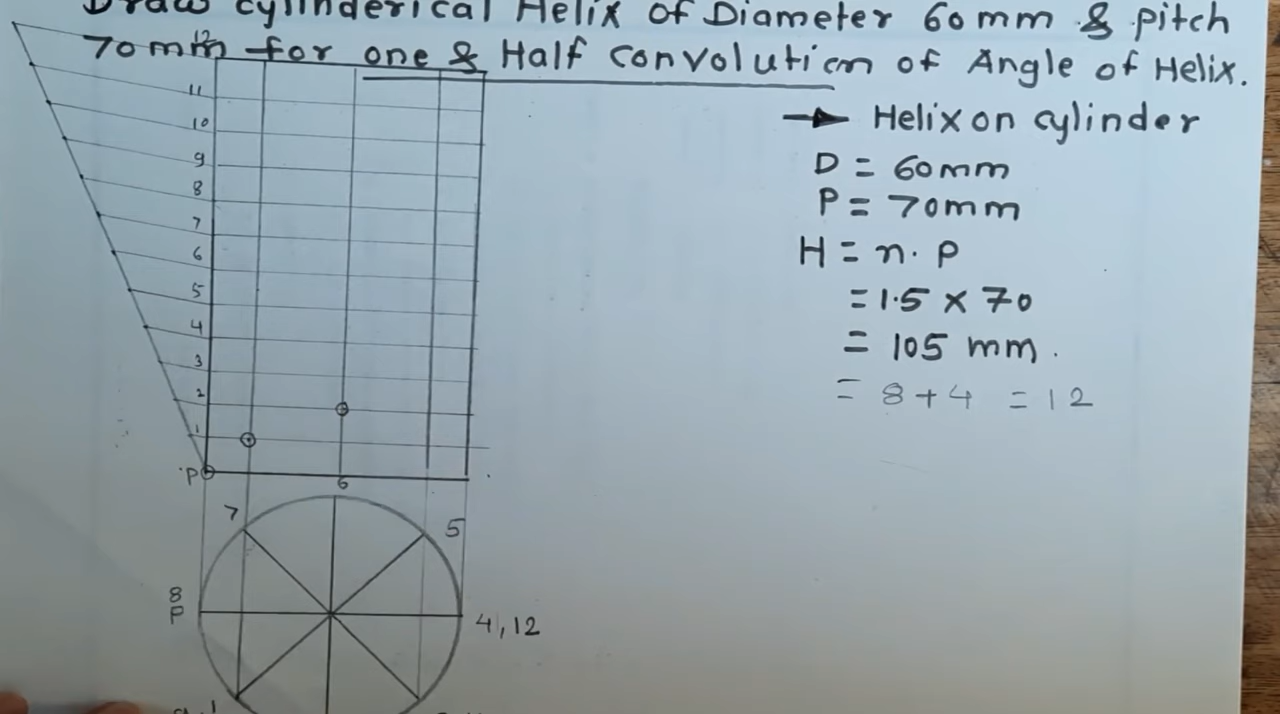 Draw cylinderical Helix of Diameter 60mm & pitch
70mm for one & Half convolution of Angle of Helix.
→ Helix on cylinder
D = 60mm
P = 70mm
H = n.p
= 1.5 x 70
= 105 mm.
= 8+4 = 12
12
11
10
9
8
7
6
5
4
3
2
1
P
6
7
5
8
P
4,12
1